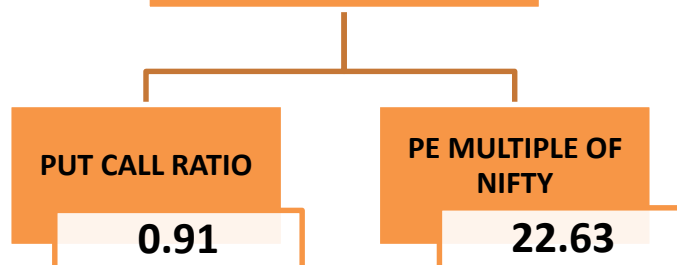 PUT CALL RATIO
0.91
PE MULTIPLE OF
NIFTY
22.63